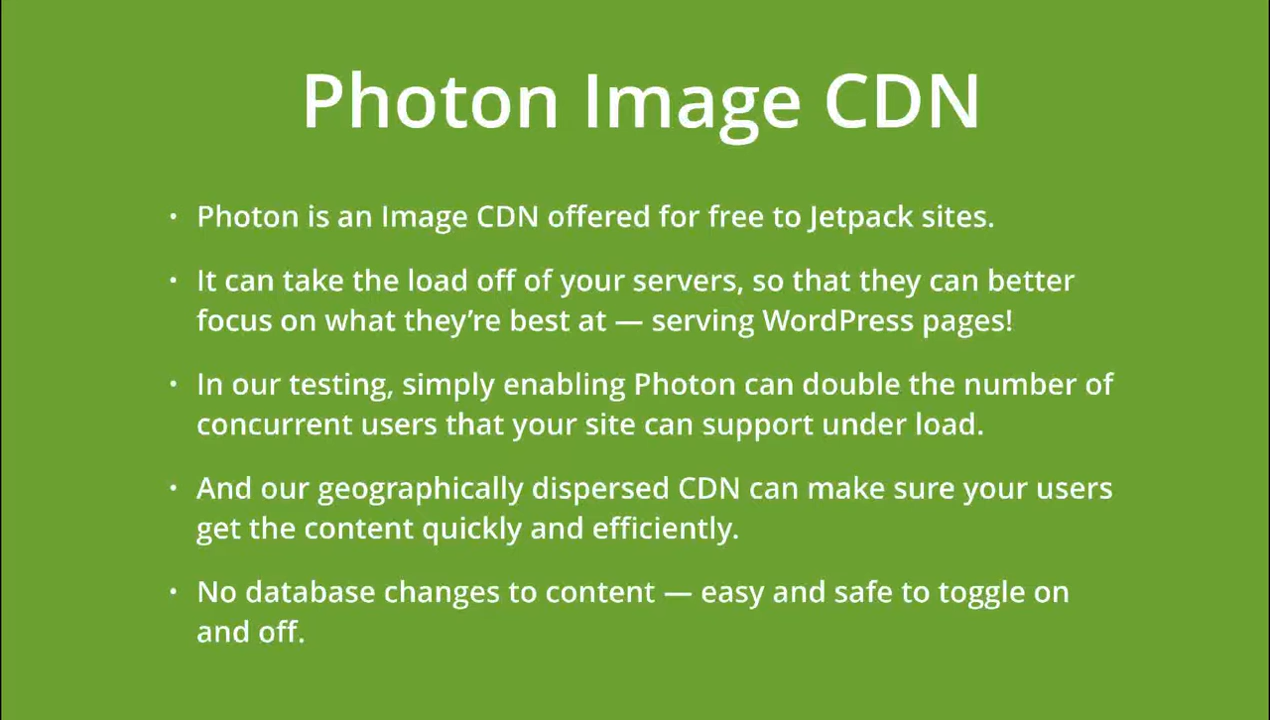 Photon Image CDN
• Photon is an Image CDN offered for free to Jetpack sites.
• It can take the load off of your servers, so that they can better
focus on what they’re best at — serving WordPress pages!
• In our testing, simply enabling Photon can double the number of
concurrent users that your site can support under load.
• And our geographically dispersed CDN can make sure your users
get the content quickly and efficiently.
• No database changes to content — easy and safe to toggle on
and off.